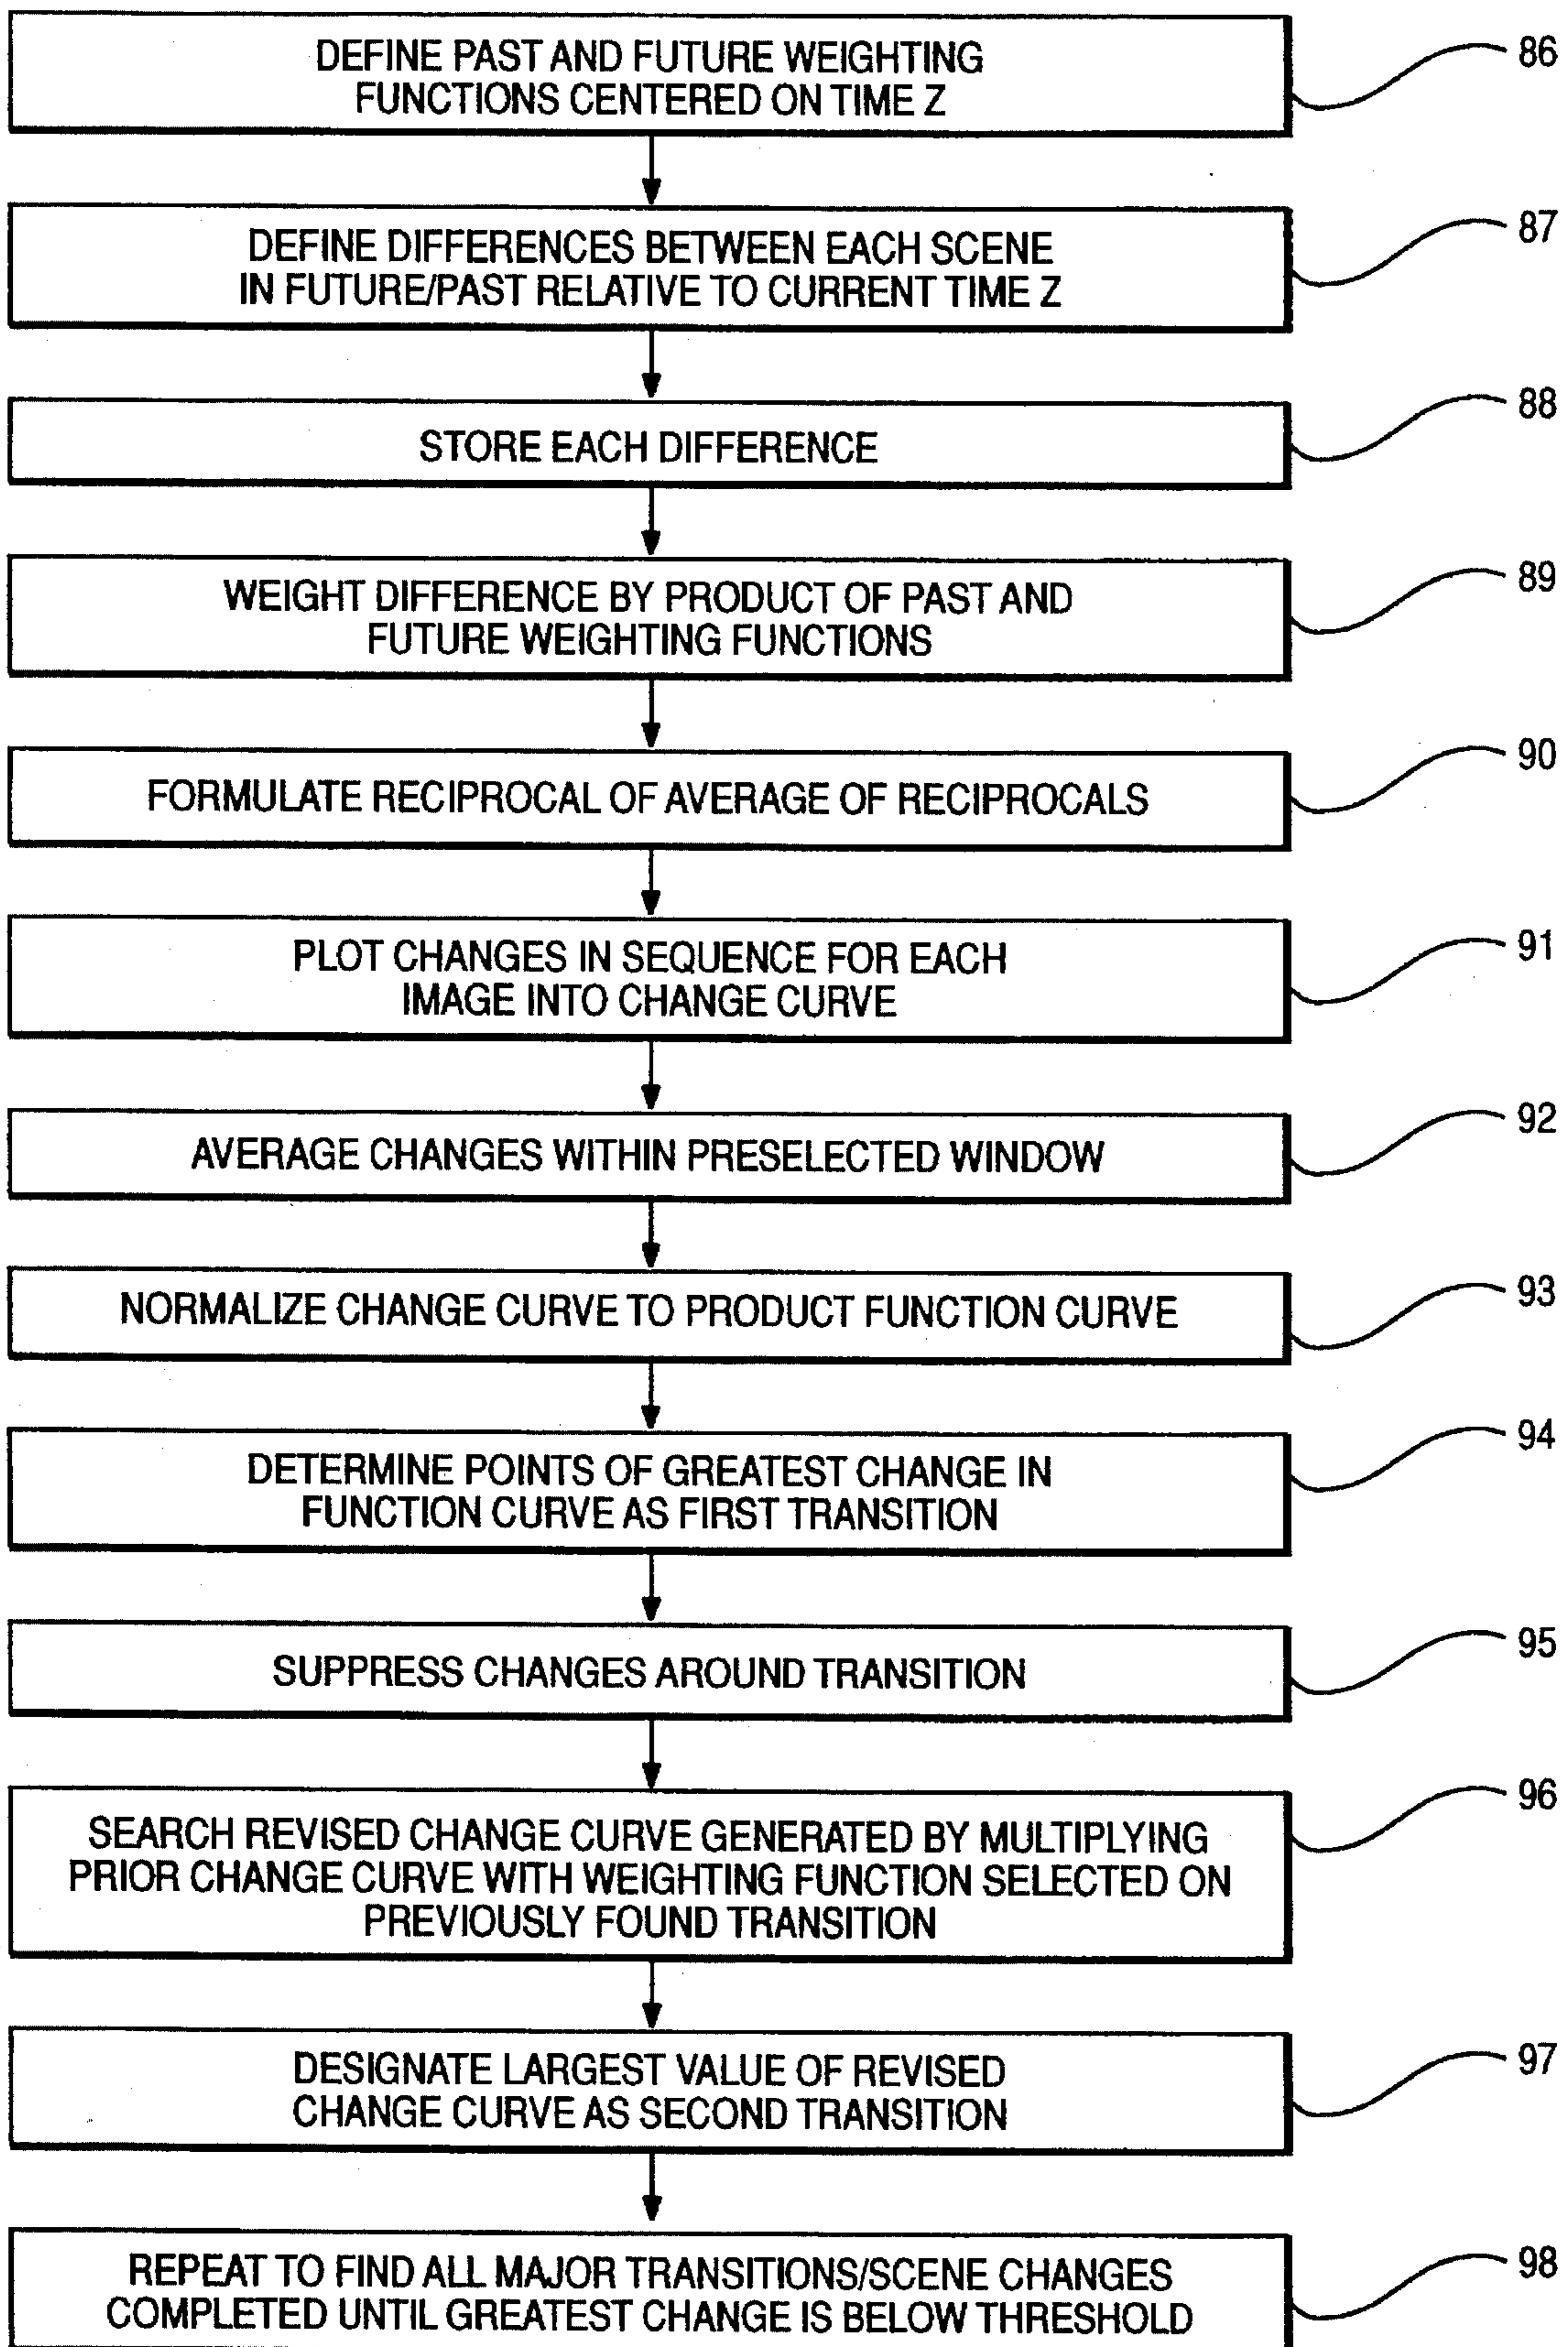 DEFINE PAST AND FUTURE WEIGHTING
FUNCTIONS CENTERED ON TIME Z
86
DEFINE DIFFERENCES BETWEEN EACH SCENE
IN FUTURE/PAST RELATIVE TO CURRENT TIME Z
87
STORE EACH DIFFERENCE
88
WEIGHT DIFFERENCE BY PRODUCT OF PAST AND
FUTURE WEIGHTING FUNCTIONS
89
FORMULATE RECIPROCAL OF AVERAGE OF RECIPROCALS
90
PLOT CHANGES IN SEQUENCE FOR EACH
IMAGE INTO CHANGE CURVE
91
AVERAGE CHANGES WITHIN PRESELECTED WINDOW
92
NORMALIZE CHANGE CURVE TO PRODUCT FUNCTION CURVE
93
DETERMINE POINTS OF GREATEST CHANGE IN
FUNCTION CURVE AS FIRST TRANSITION
94
SUPPRESS CHANGES AROUND TRANSITION
95
SEARCH REVISED CHANGE CURVE GENERATED BY MULTIPLYING
PRIOR CHANGE CURVE WITH WEIGHTING FUNCTION SELECTED ON
PREVIOUSLY FOUND TRANSITION
96
DESIGNATE LARGEST VALUE OF REVISED
CHANGE CURVE AS SECOND TRANSITION
97
REPEAT TO FIND ALL MAJOR TRANSITIONS/SCENE CHANGES
COMPLETED UNTIL GREATEST CHANGE IS BELOW THRESHOLD
98